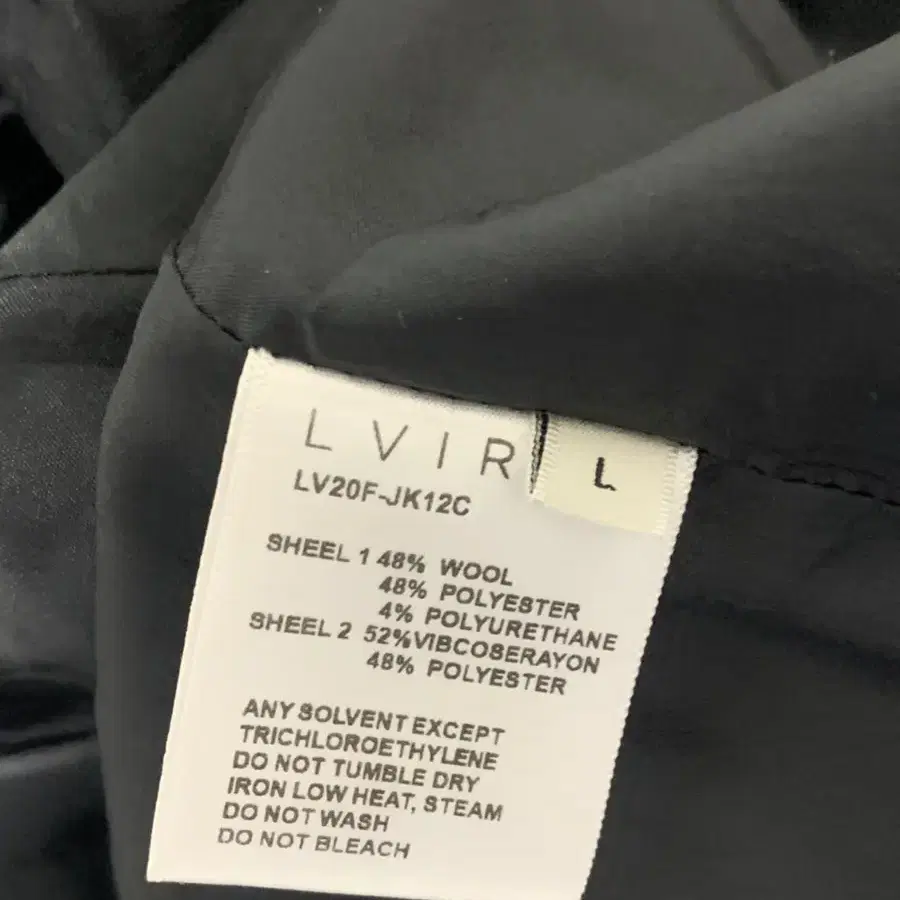 LVIR
L
LV20F-JK12C
SHEEL 1 48% WOOL
48% POLYESTER
4% POLYURETHANE
SHEEL 2 52%VIBCOSERAYON
48% POLYESTER
ANY SOLVENT EXCEPT
TRICHLOROETHYLENE
DO NOT TUMBLE DRY
IRON LOW HEAT, STEAM
DO NOT WASH
DO NOT BLEACH